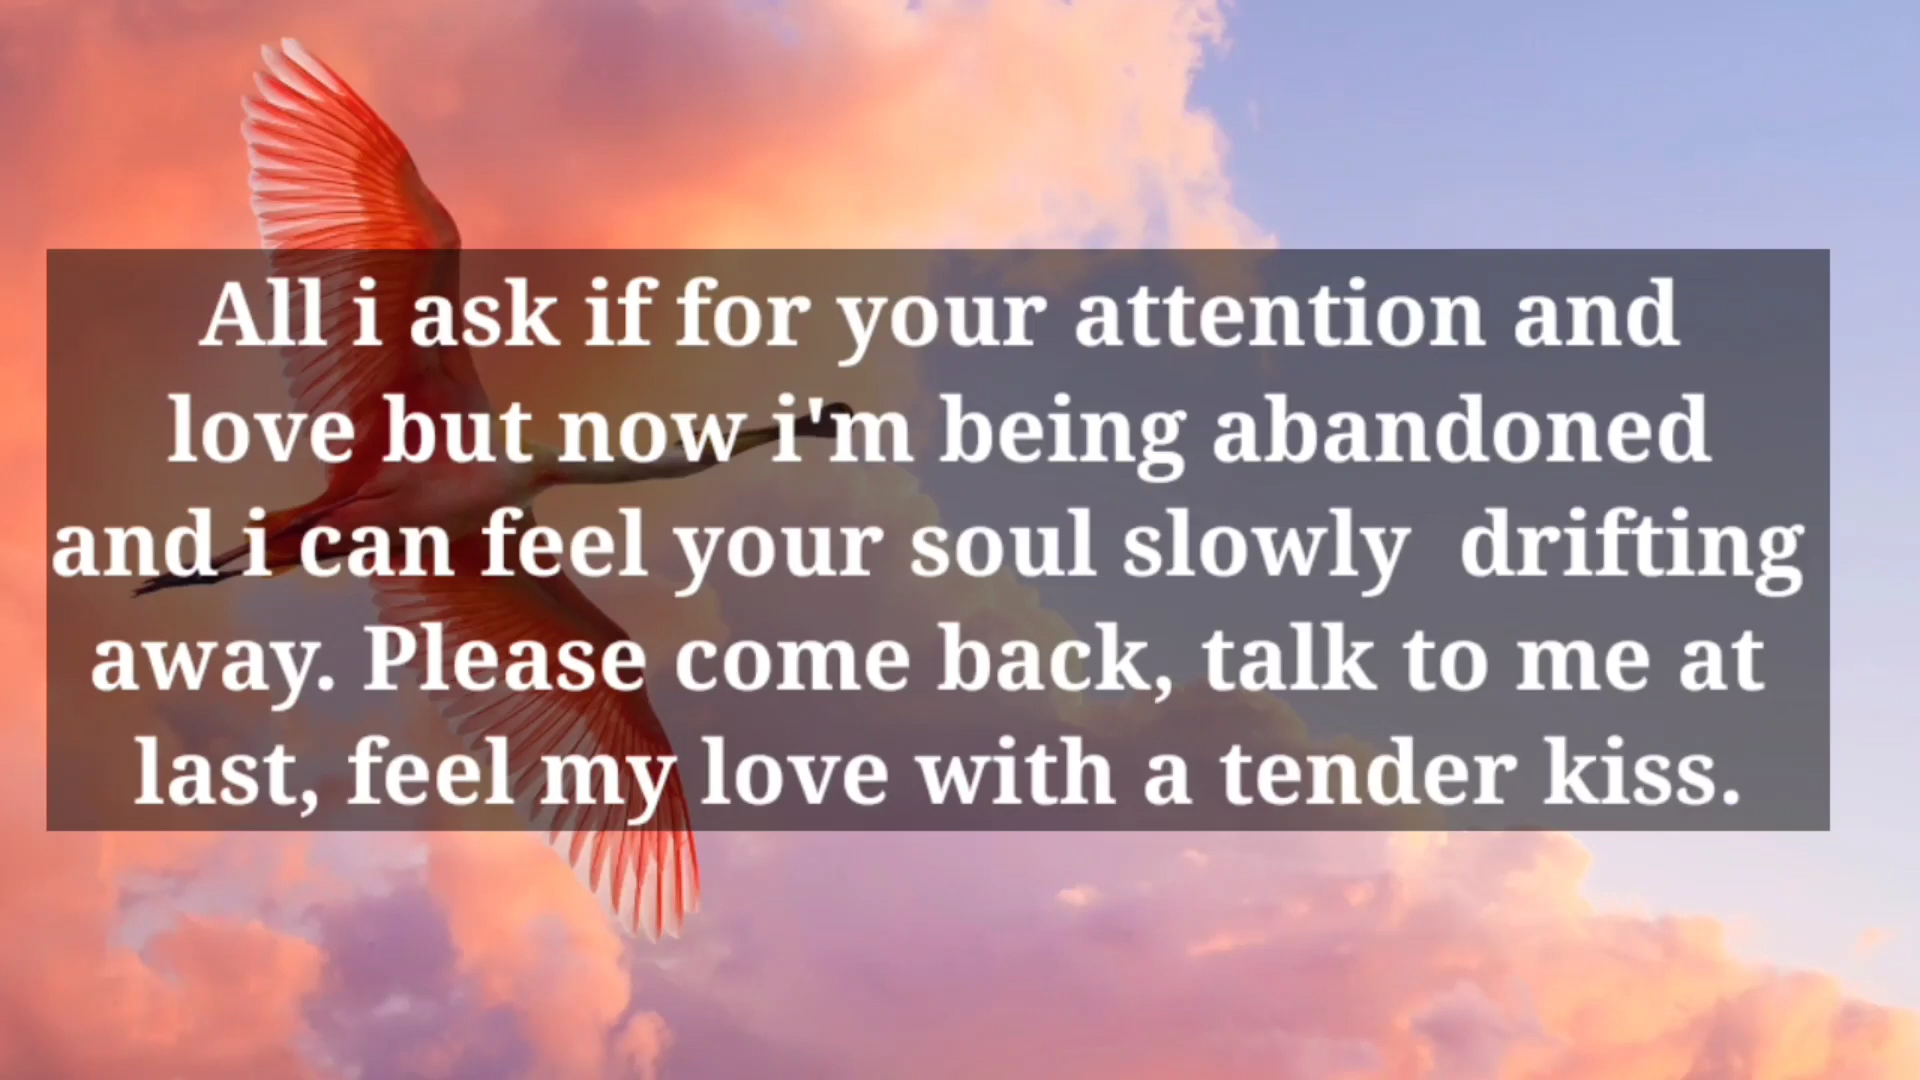 All i ask if for your attention and
love but now i'm being abandoned
and i can feel your soul slowly  drifting
away. Please come back, talk to me at
last, feel my love with a tender kiss.